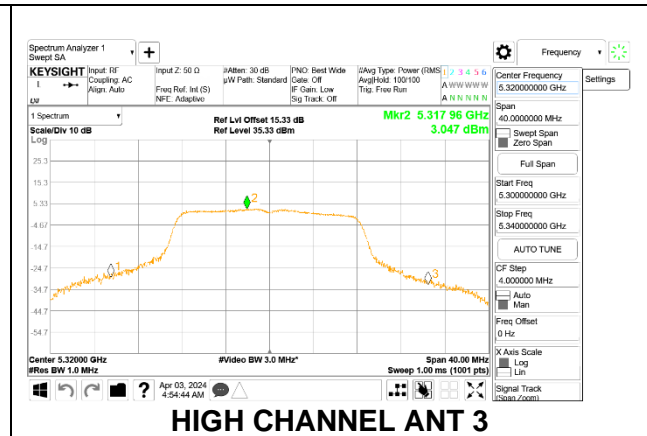 Spectrum Analyzer 1
Swept SA
+
Frequency
KEYSIGHT
Input: RF
Coupling: AC
Align: Auto
Input Z: 50 Ω
Freq Ref: Int (S)
NFE: Adaptive
#Atten: 30 dB
µW Path: Standard
PNO: Best Wide
Gate: Off
IF Gain: Low
Sig Track: Off
#Avg Type: Power (RMS
Avg|Hold: 100/100
Trig: Free Run
1 2 3 4 5 6
A W W W W W
A N N N N N
Center Frequency
5.320000000 GHz
Settings
Span
40.0000000 MHz
Swept Span
Zero Span
Full Span
Start Freq
5.300000000 GHz
Stop Freq
5.340000000 GHz
AUTO TUNE
CF Step
4.000000 MHz
Auto
Man
Freq Offset
0 Hz
X Axis Scale
Log
Lin
Signal Track
(Span Zoom)
1 Spectrum
Scale/Div 10 dB
Log
Ref Lvl Offset 15.33 dB
Ref Level 35.33 dBm
Mkr2 5.317 96 GHz
3.047 dBm
25.3
15.3
5.33
-4.67
-14.7
-24.7
-34.7
-44.7
-54.7
1
2
3
Center 5.32000 GHz
#Res BW 1.0 MHz
#Video BW 3.0 MHz*
Span 40.00 MHz
Sweep 1.00 ms (1001 pts)
?
Apr 03, 2024
4:54:44 AM
HIGH CHANNEL ANT 3